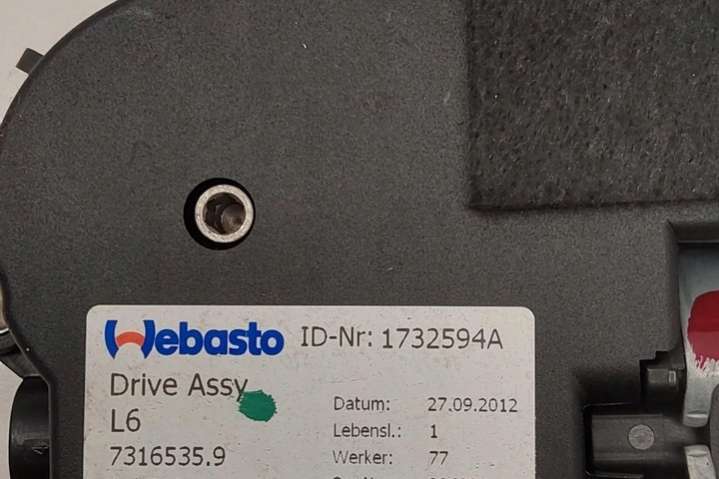 Webasto ID-Nr: 1732594A
Drive Assy
L6
7316535.9
Datum: 27.09.2012
Lebensl.: 1
Werker: 77